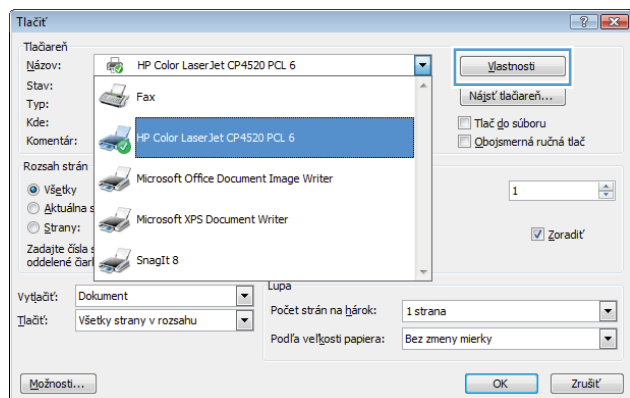 Tlačiť
Tlačiareň
Názov: HP Color LaserJet CP4520 PCL 6 Vlastnosti
Stav:
Typ: Fax Nájsť tlačiareň...
Kde: Tlač do súboru
Komentár: HP Color LaserJet CP4520 PCL 6 Obojsmerná ručná tlač
Rozsah strán
Microsoft Office Document Image Writer
Všetky 1
Aktuálna s
Microsoft XPS Document Writer
Strany: Zoradiť
Zadajte čísla s
oddelené čiar SnagIt 8
Lupa
Vytlačiť: Dokument
Počet strán na hárok: 1 strana
Tlačiť: Všetky strany v rozsahu
Podľa veľkosti papiera: Bez zmeny mierky
Možnosti... OK Zrušiť